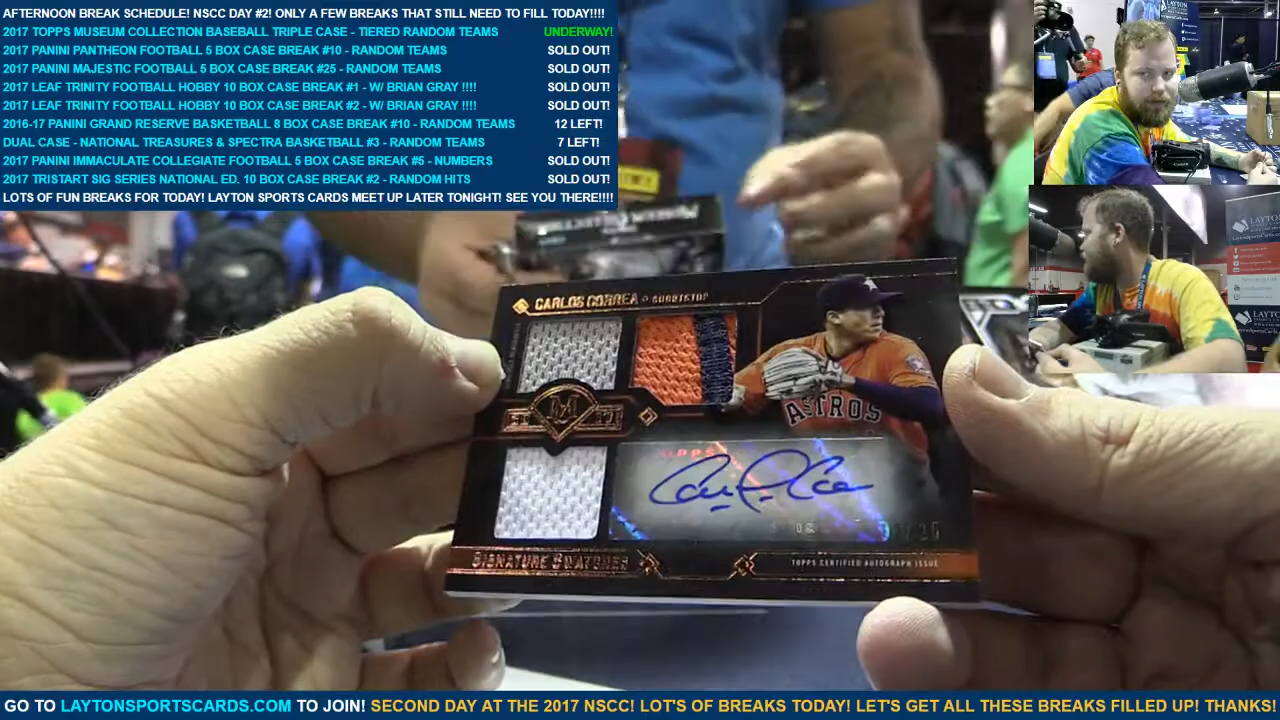 AFTERNOON BREAK SCHEDULE! NSCC DAY #2! ONLY A FEW BREAKS THAT STILL NEED TO FILL TODAY!!!!
2017 TOPPS MUSEUM COLLECTION BASEBALL TRIPLE CASE - TIERED RANDOM TEAMS UNDERWAY!
2017 PANINI PANTHEON FOOTBALL 5 BOX CASE BREAK #10 - RANDOM TEAMS SOLD OUT!
2017 PANINI MAJESTIC FOOTBALL 5 BOX CASE BREAK #25 - RANDOM TEAMS SOLD OUT!
2017 LEAF TRINITY FOOTBALL HOBBY 10 BOX CASE BREAK #1 - W/ BRIAN GRAY !!!! SOLD OUT!
2017 LEAF TRINITY FOOTBALL HOBBY 10 BOX CASE BREAK #2 - W/ BRIAN GRAY !!!! SOLD OUT!
2016-17 PANINI GRAND RESERVE BASKETBALL 8 BOX CASE BREAK #10 - RANDOM TEAMS 12 LEFT!
DUAL CASE - NATIONAL TREASURES & SPECTRA BASKETBALL #3 - RANDOM TEAMS 7 LEFT!
2017 PANINI IMMACULATE COLLEGIATE FOOTBALL 5 BOX CASE BREAK #5 - NUMBERS SOLD OUT!
2017 TRISTART SIG SERIES NATIONAL ED. 10 BOX CASE BREAK #2 - RANDOM HITS SOLD OUT!
LOTS OF FUN BREAKS FOR TODAY! LAYTON SPORTS CARDS MEET UP LATER TONIGHT! SEE YOU THERE!!!!
LAYTON
CARLOS CORREA SHORTSTOP
M
ASTROS
TOPPS
SIGNATURE SWATCHES
TOPPS CERTIFIED AUTOGRAPH ISSUE
GO TO LAYTONSPORTSCARDS.COM TO JOIN! SECOND DAY AT THE 2017 NSCC! LOT'S OF BREAKS TODAY! LET'S GET ALL THESE BREAKS FILLED UP! THANKS!